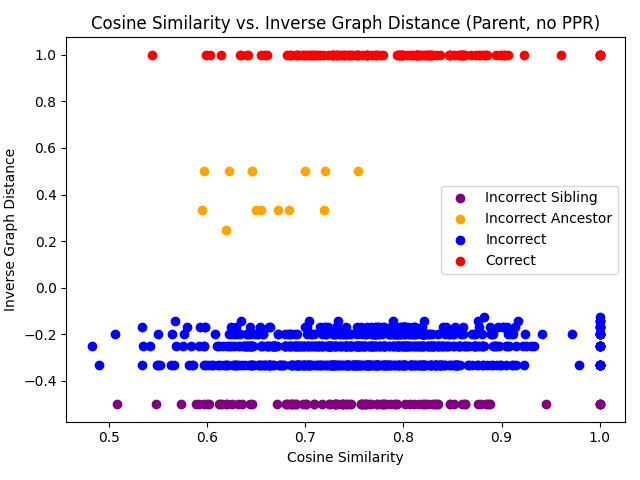 Cosine Similarity vs. Inverse Graph Distance (Parent, no PPR)
Inverse Graph Distance
1.0
0.8
0.6
0.4
0.2
0.0
−0.2
−0.4
Incorrect Sibling
Incorrect Ancestor
Incorrect
Correct
0.5 0.6 0.7 0.8 0.9 1.0
Cosine Similarity